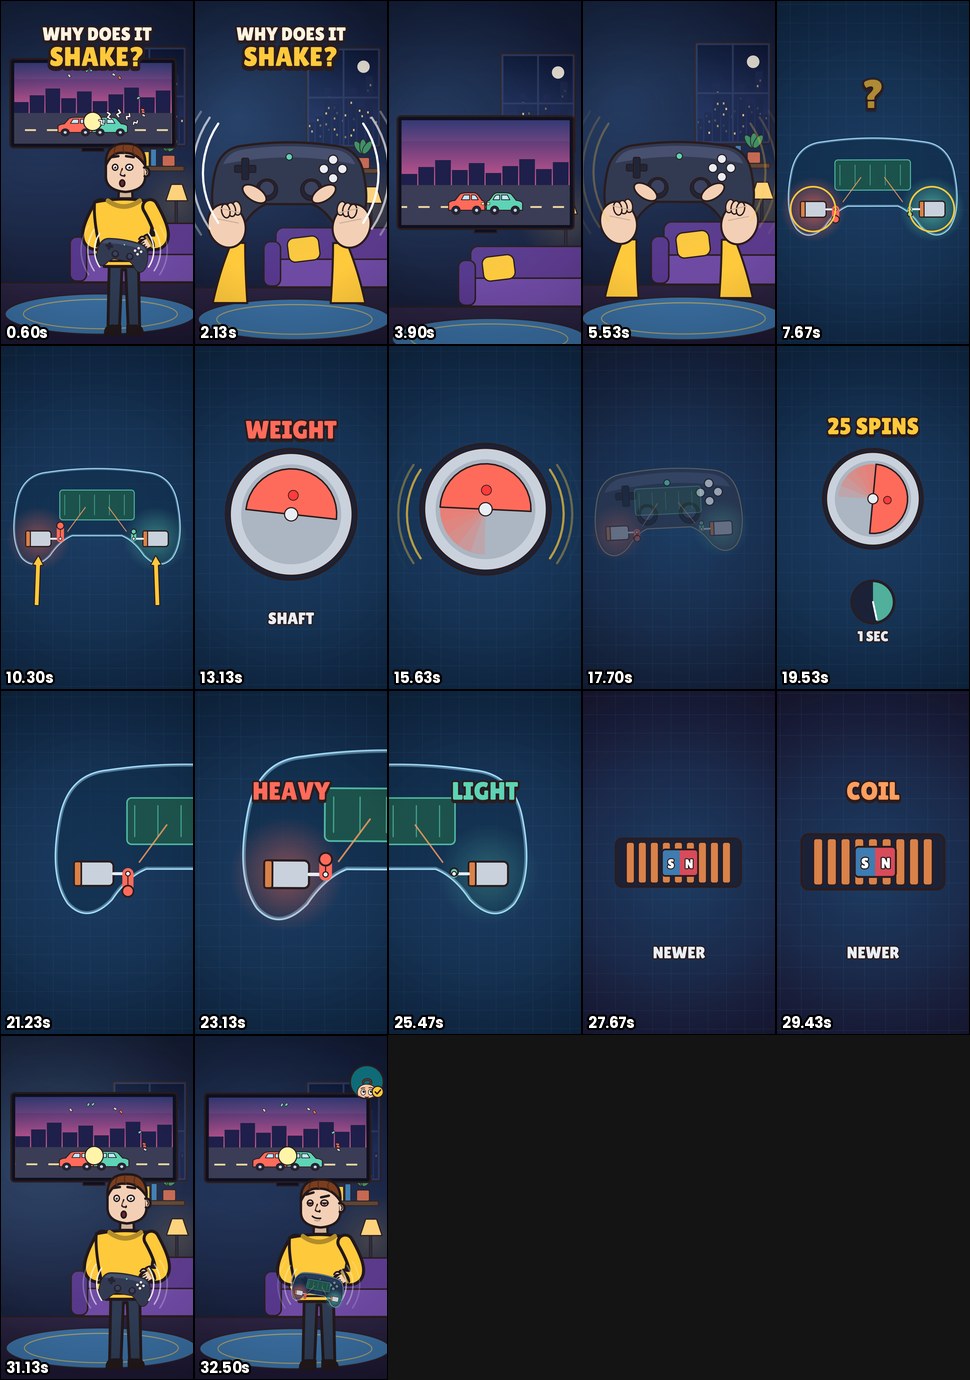 WHY DOES IT
SHAKE?
0.60s
WHY DOES IT
SHAKE?
2.13s
3.90s
5.53s
?
7.67s
10.30s
WEIGHT
SHAFT
13.13s
15.63s
17.70s
25 SPINS
1 SEC
19.53s
21.23s
HEAVY
23.13s
LIGHT
25.47s
S N
NEWER
27.67s
COIL
S N
NEWER
29.43s
31.13s
32.50s